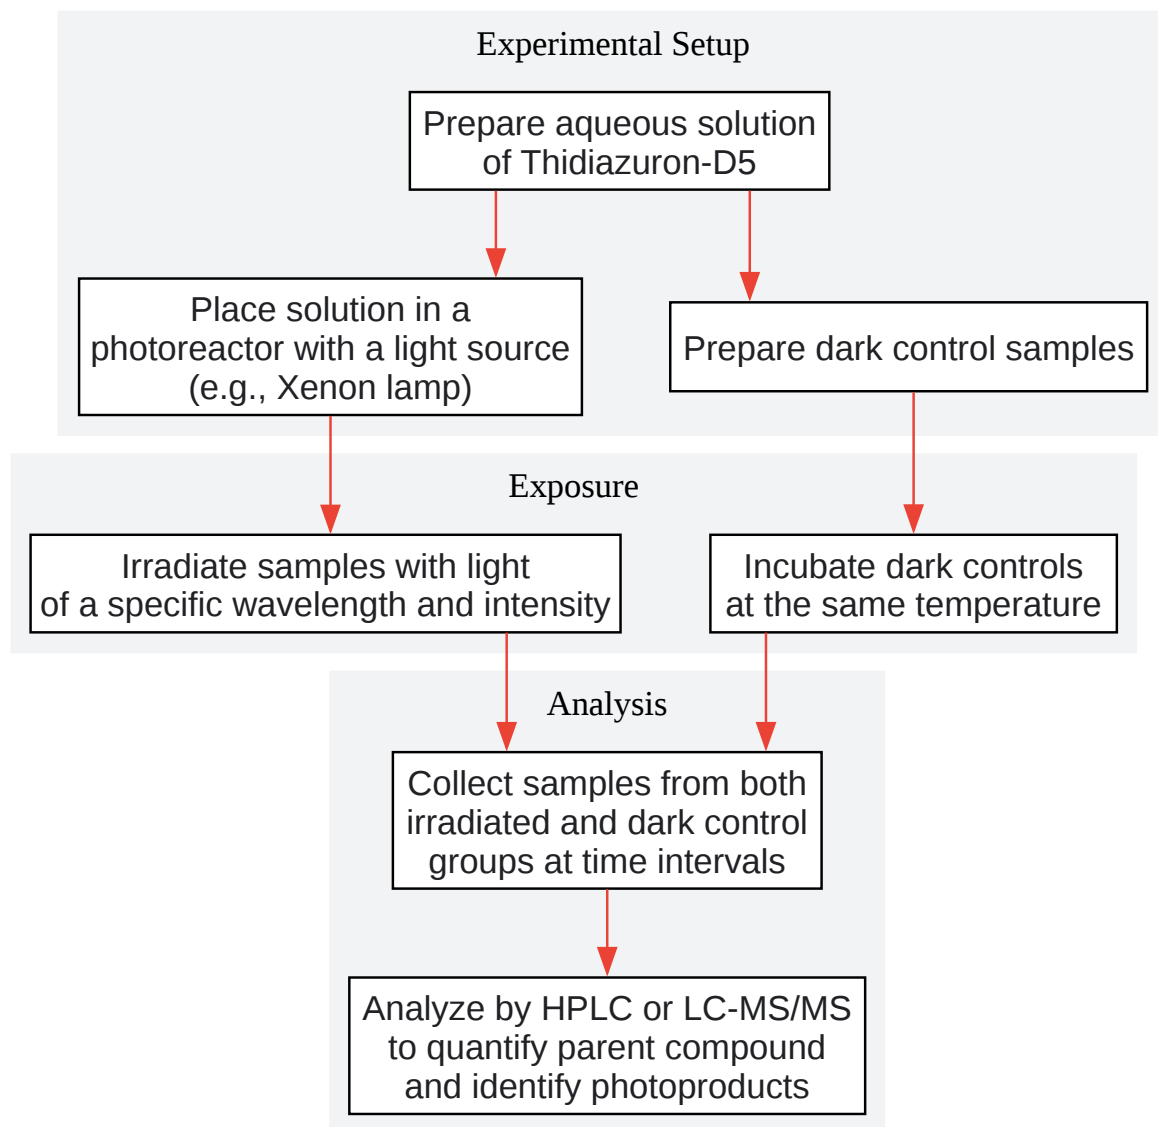 Experimental Setup
Prepare aqueous solution
of Thidiazuron-D5
Place solution in a
photoreactor with a light source
(e.g., Xenon lamp)
Prepare dark control samples
Exposure
Irradiate samples with light
of a specific wavelength and intensity
Incubate dark controls
at the same temperature
Analysis
Collect samples from both
irradiated and dark control
groups at time intervals
Analyze by HPLC or LC-MS/MS
to quantify parent compound
and identify photoproducts